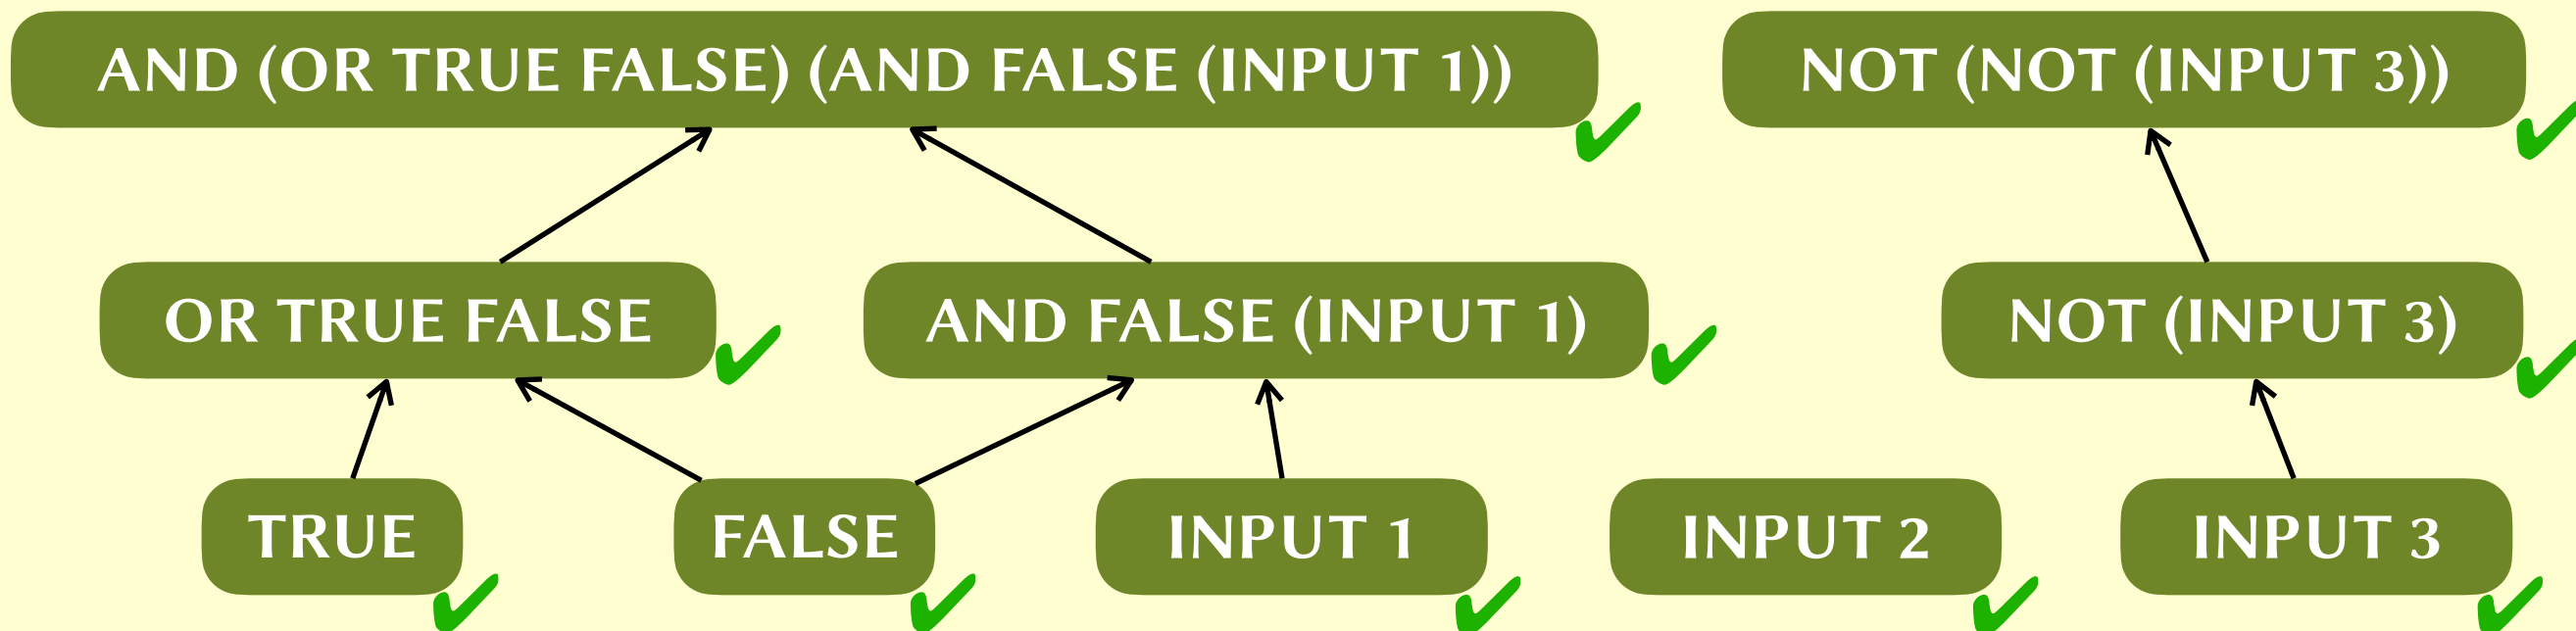 AND (OR TRUE FALSE) (AND FALSE (INPUT 1))
NOT (NOT (INPUT 3))
OR TRUE FALSE
AND FALSE (INPUT 1)
NOT (INPUT 3)
TRUE
FALSE
INPUT 1
INPUT 2
INPUT 3